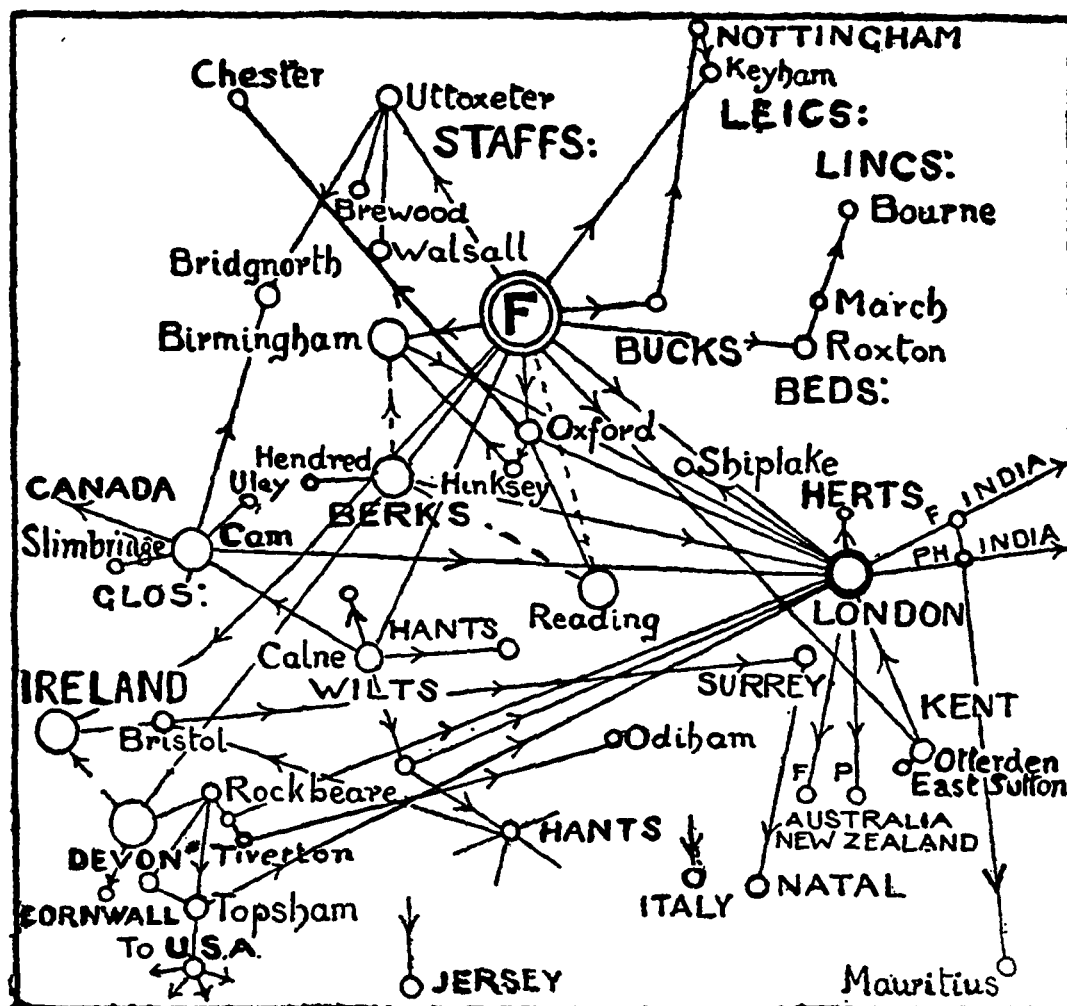 NOTTINGHAM
Chester
Keyham
Uttoxeter
LEICS:
STAFFS:
LINCS:
Brewood
Bourne
Walsall
Bridgnorth
F
March
Birmingham
BUCKS
Roxton
BEDS:
Oxford
Hendred
Shiplake
CANADA
Uley
Hinksey
HERTS
F
INDIA
BERKS
Slimbridge
Cam
PH
INDIA
GLOS:
Reading
LONDON
HANTS
Calne
IRELAND
WILTS
SURREY
KENT
Bristol
Odiham
Otterden
East Sutton
F
P
Rockbeare
AUSTRALIA
NEW ZEALAND
HANTS
DEVON
Tiverton
NATAL
ITALY
CORNWALL
Topsham
To U.S.A.
JERSEY
Mauritius